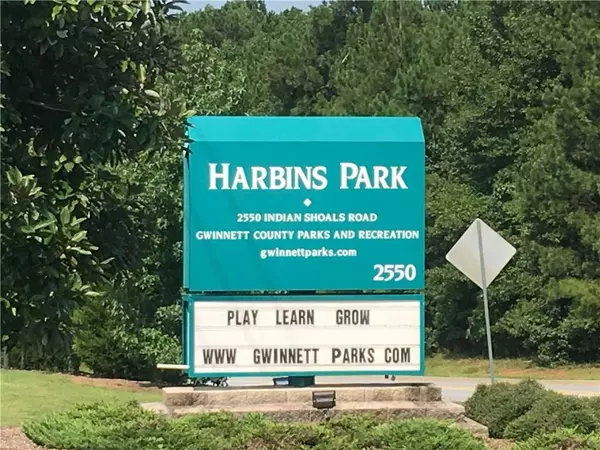 HARBINS PARK
2550 INDIAN SHOALS ROAD
GWINNETT COUNTY PARKS AND RECREATION
gwinnettparks.com
2550
PLAY LEARN GROW
WWW GWINNETT PARKS COM